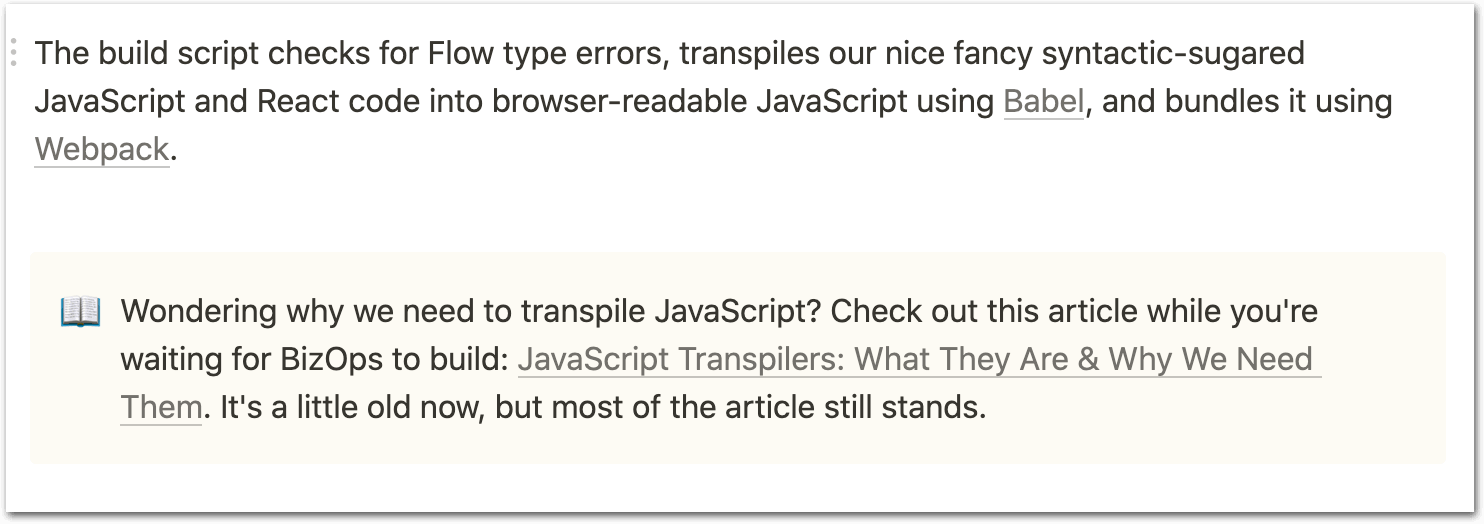 The build script checks for Flow type errors, transpiles our nice fancy syntactic-sugared
JavaScript and React code into browser-readable JavaScript using Babel, and bundles it using
Webpack.
Wondering why we need to transpile JavaScript? Check out this article while you're
waiting for BizOps to build: JavaScript Transpilers: What They Are & Why We Need
Them. It's a little old now, but most of the article still stands.